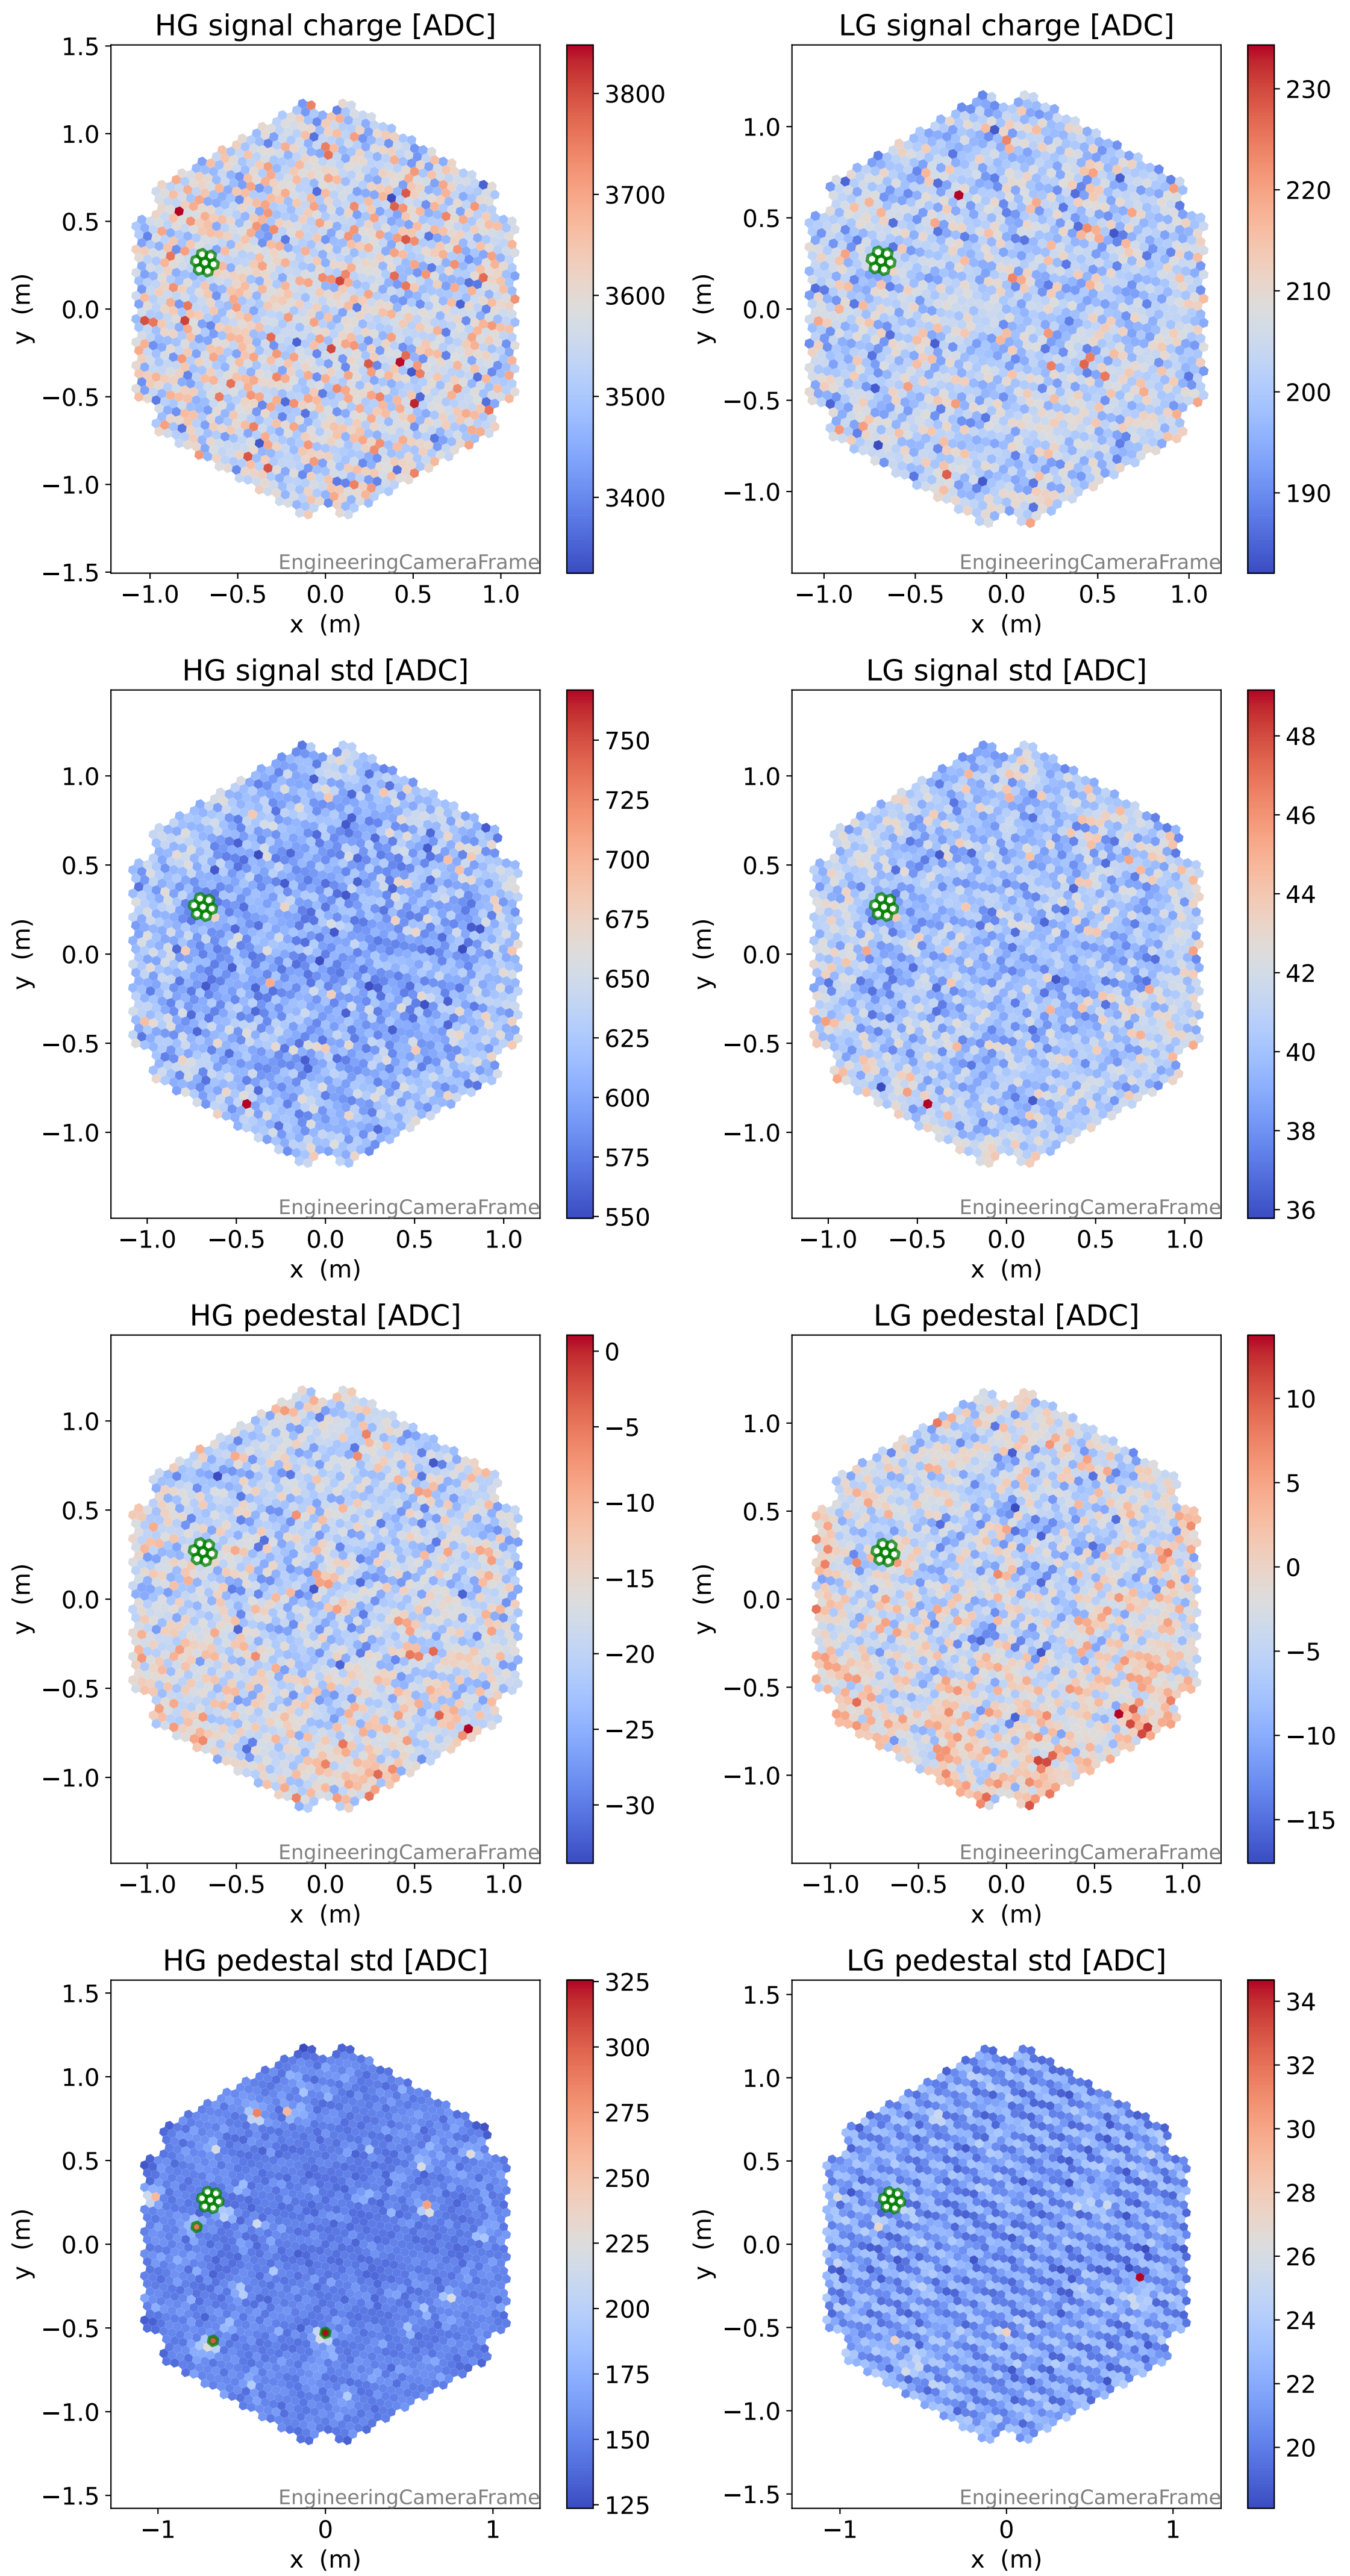 HG signal charge [ADC]
LG signal charge [ADC]
1.5
1.0
0.5
0.0
−0.5
−1.0
−1.5
y (m)
−1.0 −0.5 0.0 0.5 1.0
x (m)
EngineeringCameraFrame
3800
3700
3600
3500
3400
1.0
0.5
0.0
−0.5
−1.0
y (m)
−1.0 −0.5 0.0 0.5 1.0
x (m)
EngineeringCameraFrame
230
220
210
200
190
HG signal std [ADC]
LG signal std [ADC]
1.0
0.5
0.0
−0.5
−1.0
y (m)
−1.0 −0.5 0.0 0.5 1.0
x (m)
EngineeringCameraFrame
750
725
700
675
650
625
600
575
550
1.0
0.5
0.0
−0.5
−1.0
y (m)
−1.0 −0.5 0.0 0.5 1.0
x (m)
EngineeringCameraFrame
48
46
44
42
40
38
36
HG pedestal [ADC]
LG pedestal [ADC]
1.0
0.5
0.0
−0.5
−1.0
y (m)
−1.0 −0.5 0.0 0.5 1.0
x (m)
EngineeringCameraFrame
0
−5
−10
−15
−20
−25
−30
1.0
0.5
0.0
−0.5
−1.0
y (m)
−1.0 −0.5 0.0 0.5 1.0
x (m)
EngineeringCameraFrame
10
5
0
−5
−10
−15
HG pedestal std [ADC]
LG pedestal std [ADC]
1.5
1.0
0.5
0.0
−0.5
−1.0
−1.5
y (m)
−1 0 1
x (m)
EngineeringCameraFrame
325
300
275
250
225
200
175
150
125
1.5
1.0
0.5
0.0
−0.5
−1.0
−1.5
y (m)
−1 0 1
x (m)
EngineeringCameraFrame
34
32
30
28
26
24
22
20